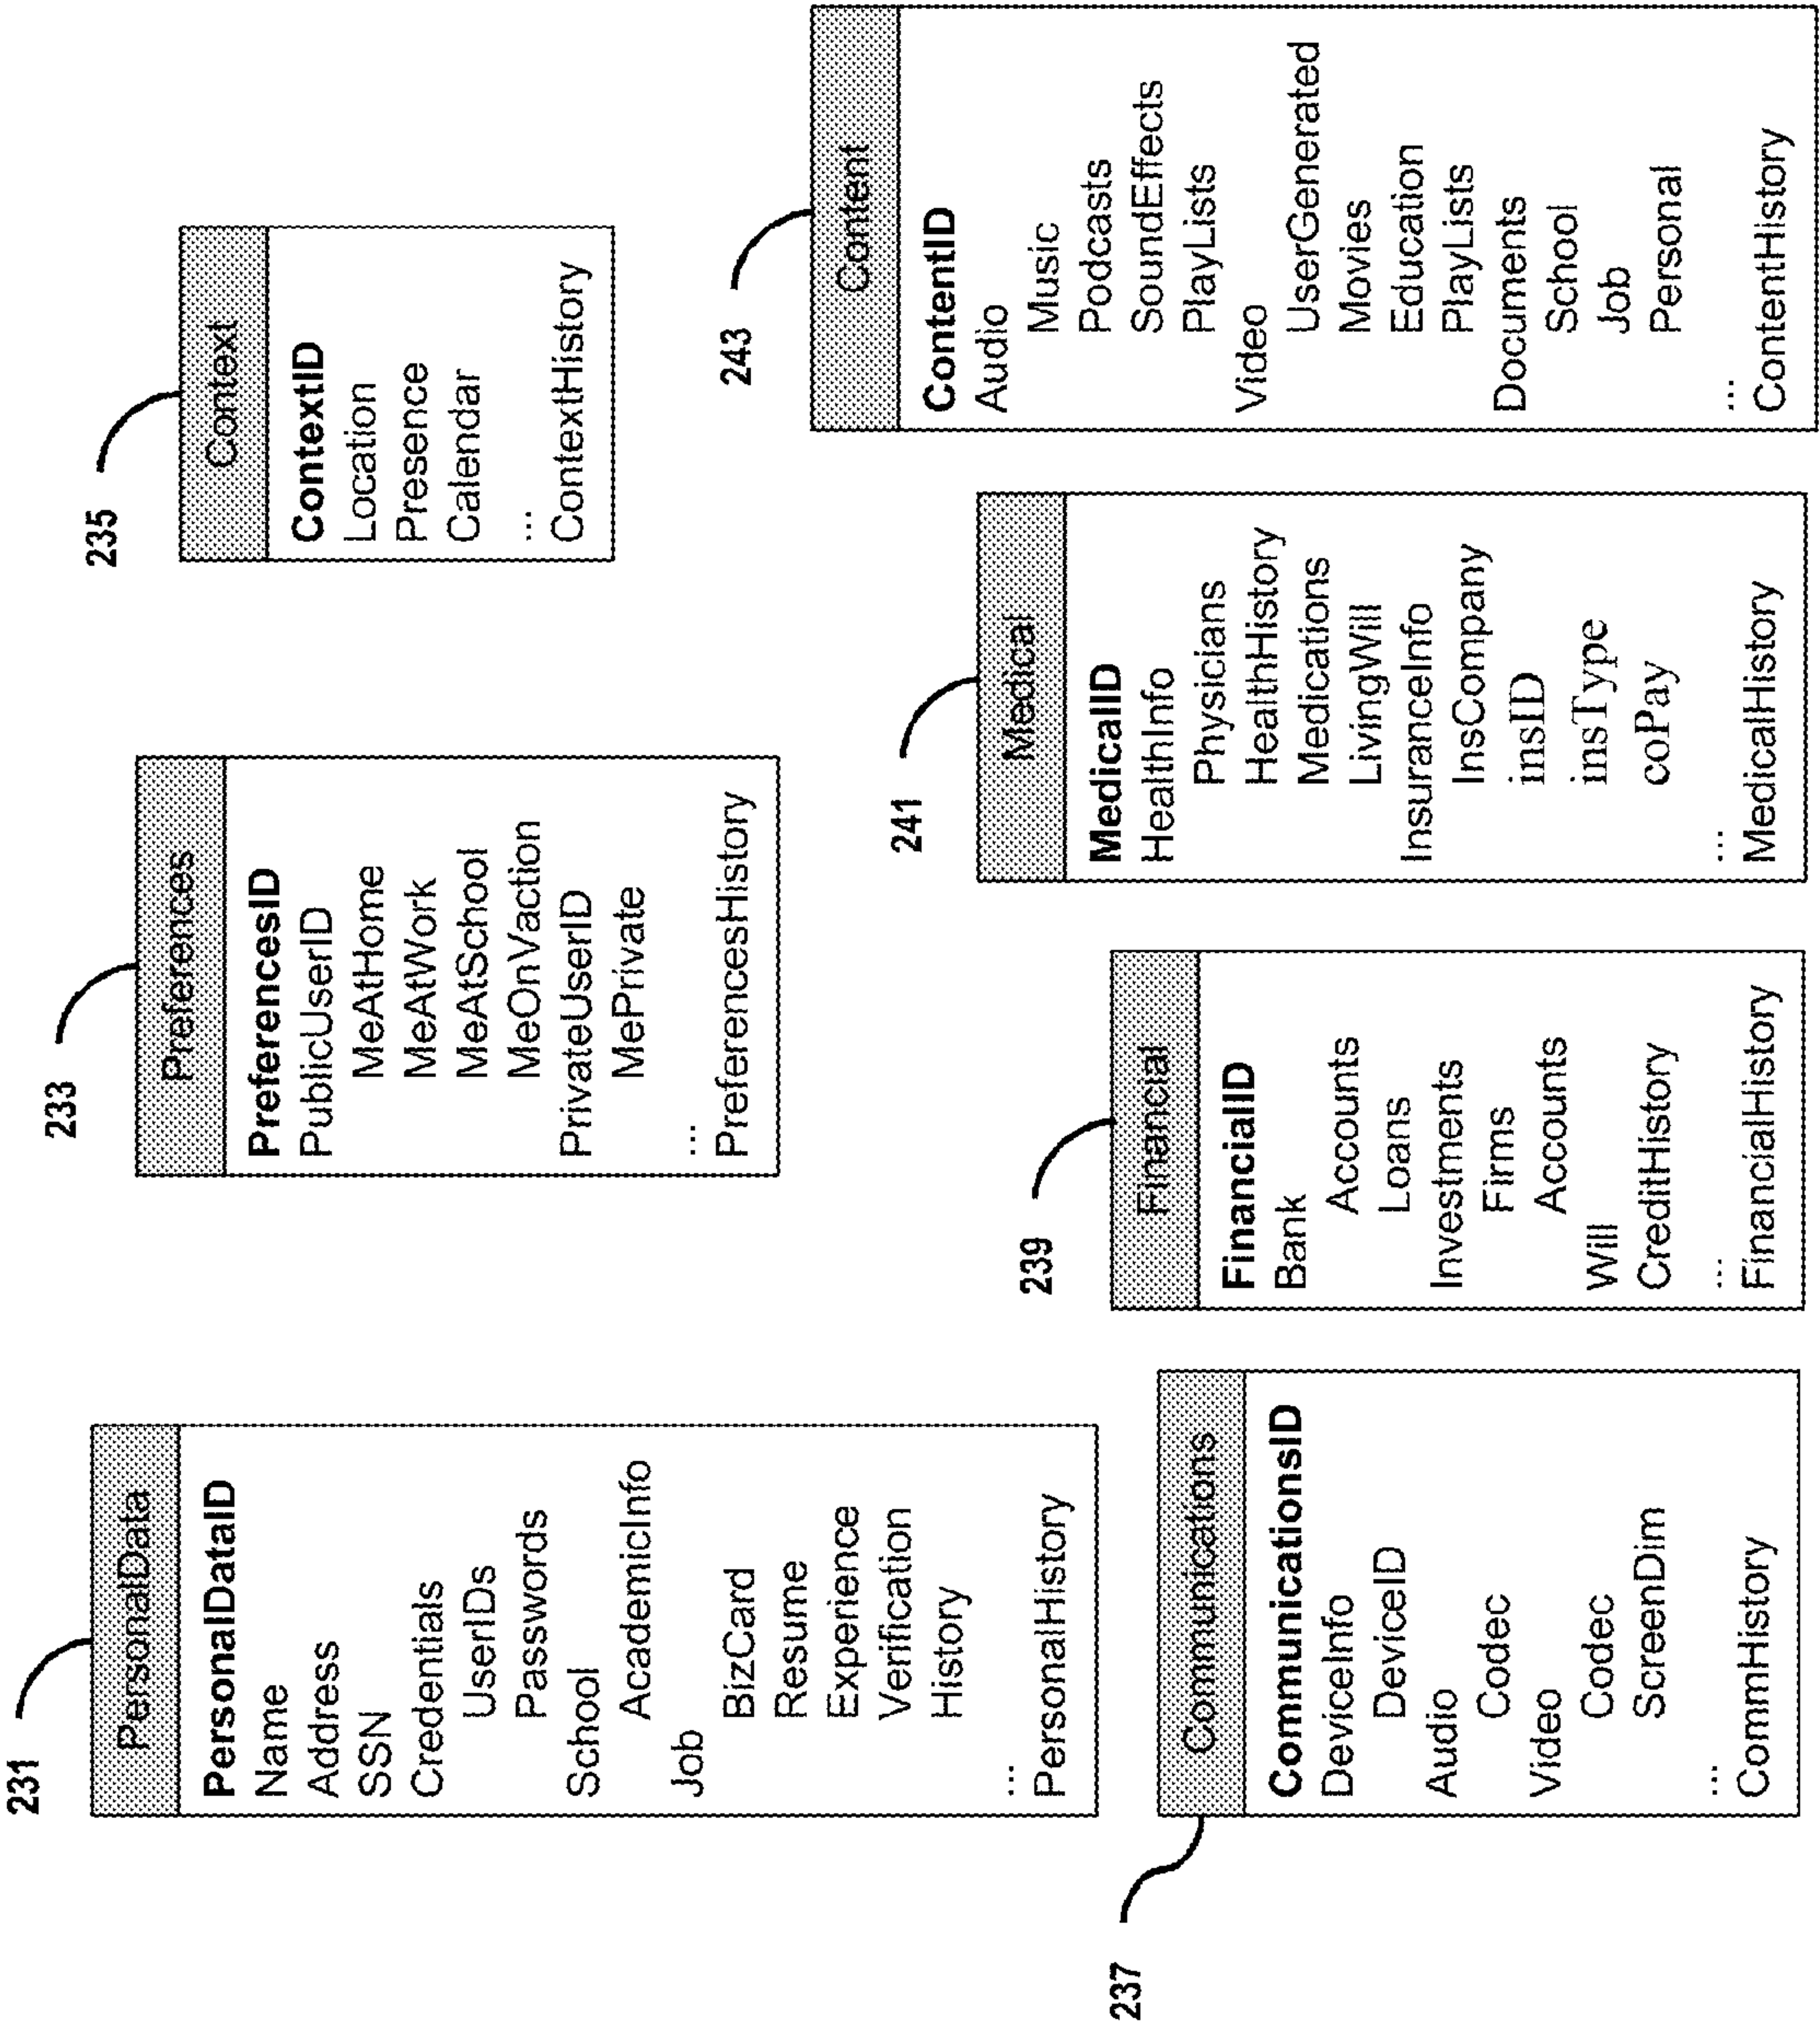 231
PersonalData
PersonalDataID
Name
Address
SSN
Credentials
UserIDs
Passwords
School
AcademicInfo
Job
BizCard
Resume
Experience
Verification
History
...
PersonalHistory
233
Preferences
PreferencesID
PublicUserID
MeAtHome
MeAtWork
MeAtSchool
MeOnVaction
PrivateUserID
MePrivate
...
PreferencesHistory
235
Context
ContextID
Location
Presence
Calendar
...
ContextHistory
237
Communications
CommunicationsID
DeviceInfo
DeviceID
Audio
Codec
Video
Codec
ScreenDim
...
CommHistory
239
Financial
FinancialID
Bank
Accounts
Loans
Investments
Firms
Accounts
Will
CreditHistory
...
FinancialHistory
241
Medical
MedicalID
HealthInfo
Physicians
HealthHistory
Medications
LivingWill
InsuranceInfo
InsCompany
insID
insType
coPay
...
MedicalHistory
243
Content
ContentID
Audio
Music
Podcasts
SoundEffects
PlayLists
Video
UserGenerated
Movies
Education
PlayLists
Documents
School
Job
Personal
...
ContentHistory